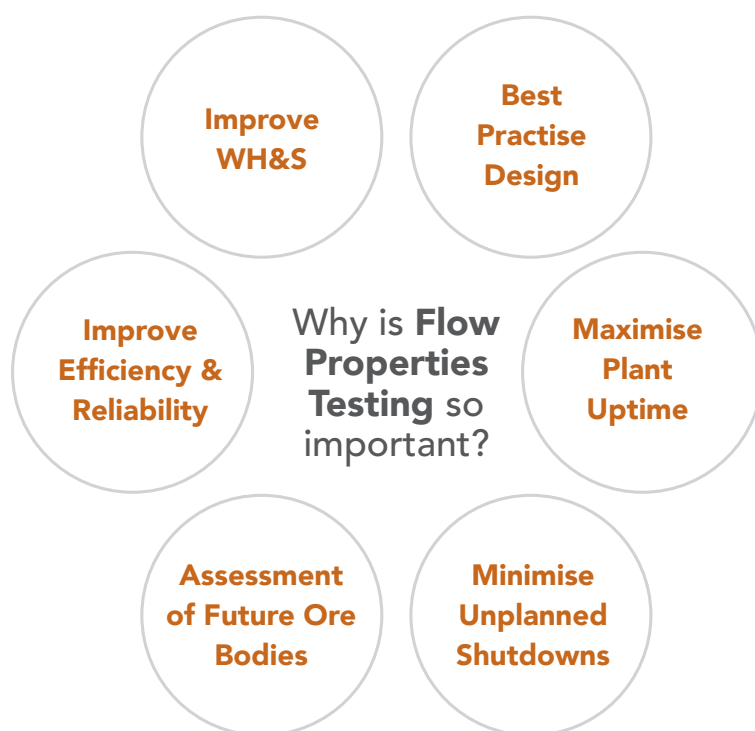 Improve
WH&S
Best
Practise
Design
Improve
Efficiency &
Reliability
Why is Flow
Properties
Testing so
important?
Maximise
Plant
Uptime
Assessment
of Future Ore
Bodies
Minimise
Unplanned
Shutdowns